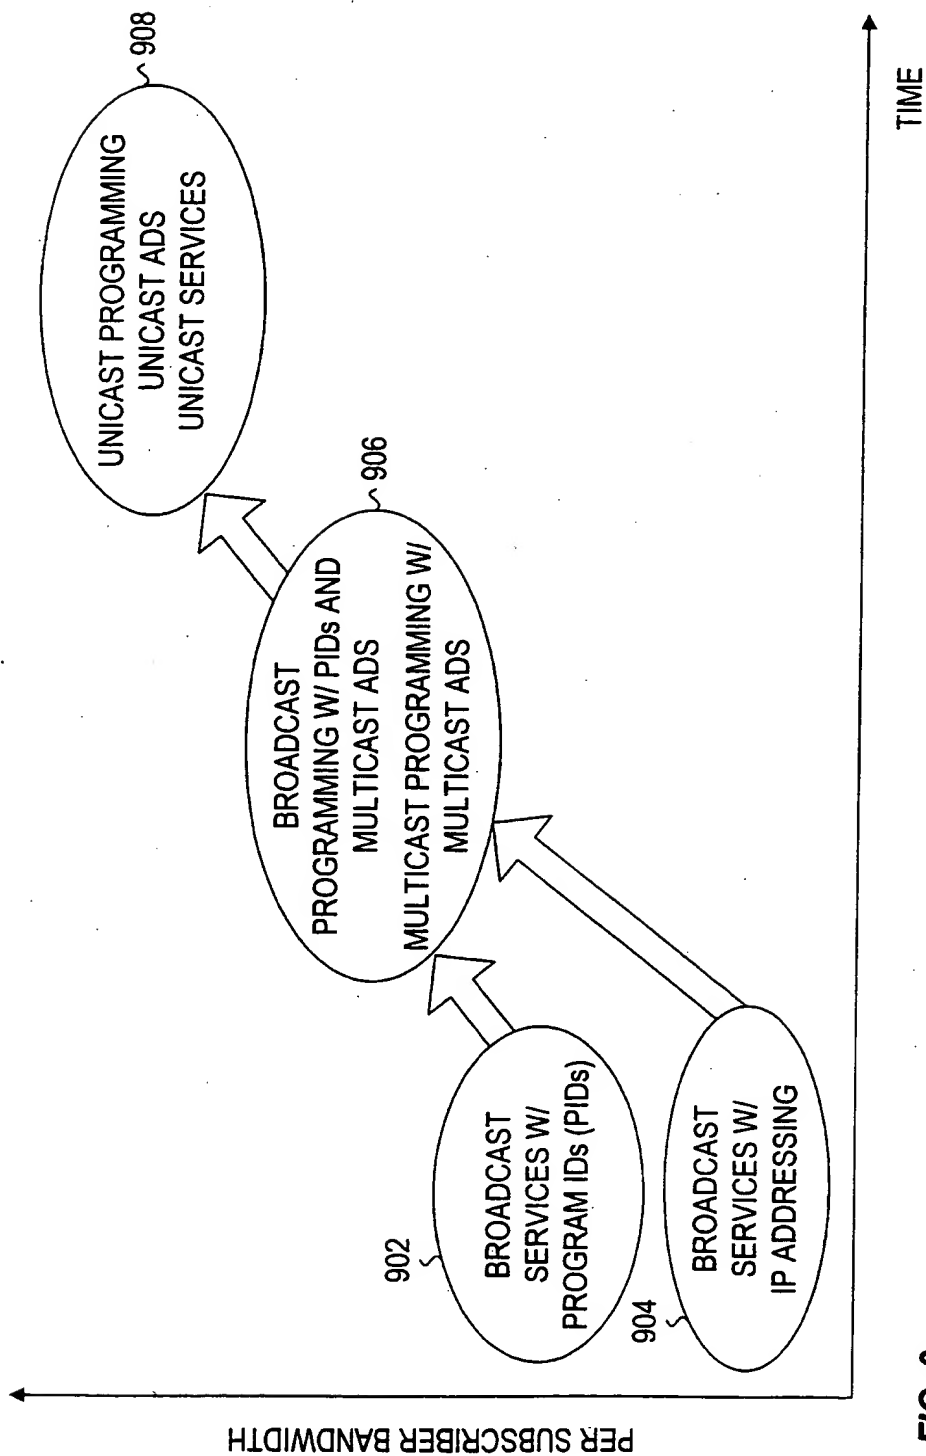 PER SUBSCRIBER BANDWIDTH
908
UNICAST PROGRAMMING
UNICAST ADS
UNICAST SERVICES
906
BROADCAST
PROGRAMMING W/ PIDs AND
MULTICAST ADS
MULTICAST PROGRAMMING W/
MULTICAST ADS
902
BROADCAST
SERVICES W/
PROGRAM IDs (PIDs)
904
BROADCAST
SERVICES W/
IP ADDRESSING
TIME
FIG.